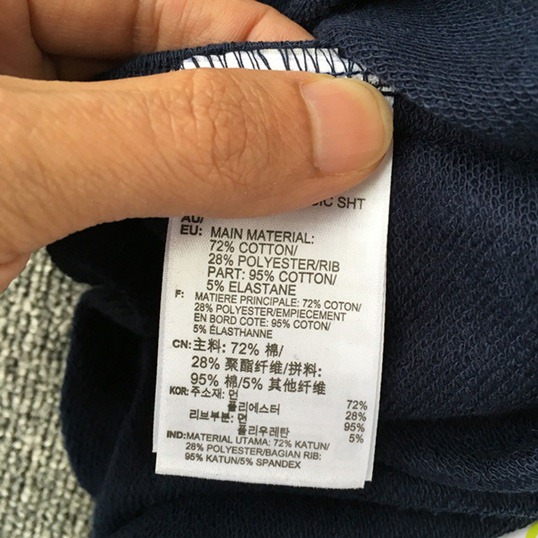 SIC SHT
AU/
EU: MAIN MATERIAL:
72% COTTON/
28% POLYESTER/RIB
PART: 95% COTTON/
5% ELASTANE
F: MATIERE PRINCIPALE: 72% COTON/
28% POLYESTER/EMPIECEMENT
EN BORD COTE: 95% COTON/
5% ÉLASTHANNE
CN:主料: 72% 棉/
28% 聚酯纤维/拼料:
95% 棉/5% 其他纤维
KOR: 주소재: 면 72%
폴리에스터 28%
리브부분: 면 95%
폴리우레탄 5%
IND:MATERIAL UTAMA: 72% KATUN/
28% POLYESTER/BAGIAN RIB:
95% KATUN/5% SPANDEX